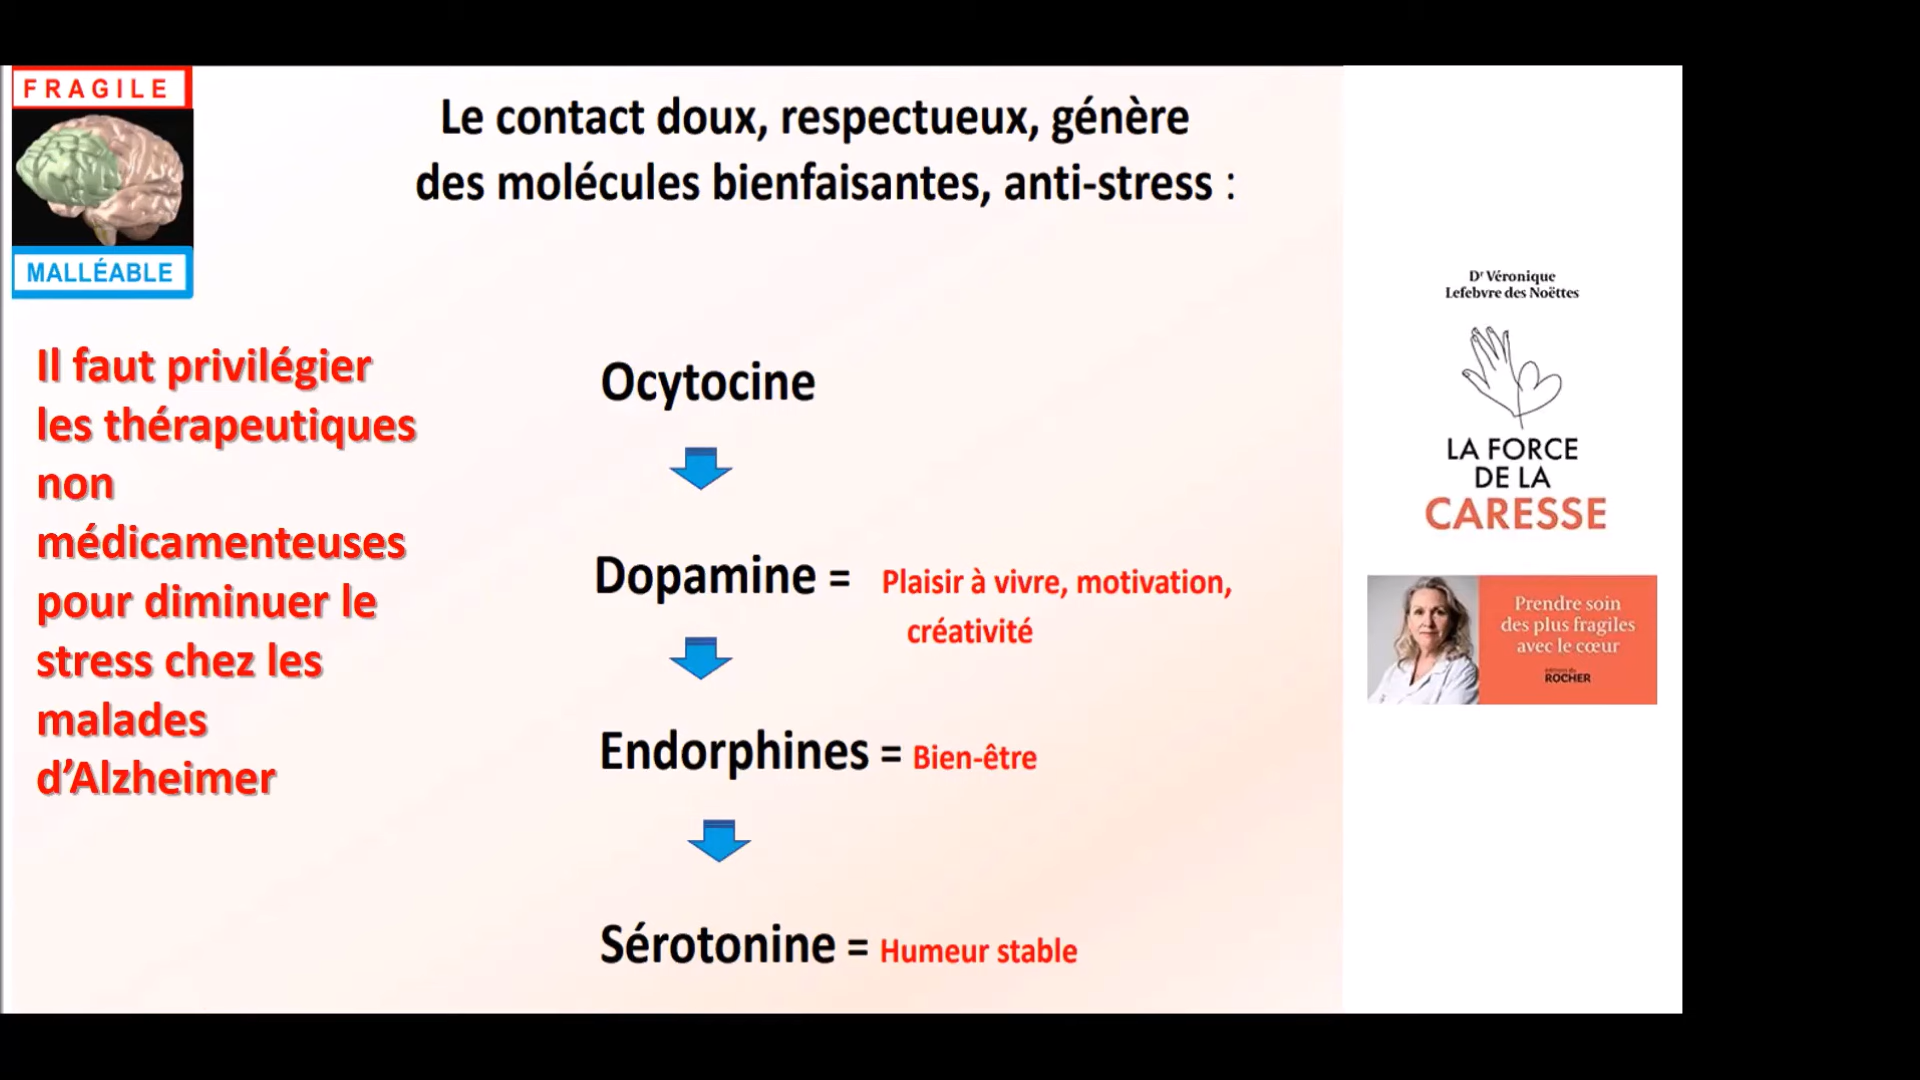 FRAGILE
MALLÉABLE
Le contact doux, respectueux, génère
des molécules bienfaisantes, anti-stress :
Il faut privilégier
les thérapeutiques
non
médicamenteuses
pour diminuer le
stress chez les
malades
d’Alzheimer
Ocytocine
Dopamine = Plaisir à vivre, motivation,
créativité
Endorphines = Bien-être
Sérotonine = Humeur stable
Dr Véronique
Lefebvre des Noëttes
LA FORCE
DE LA
CARESSE
Prendre soin
des plus fragiles
avec le cœur
éditions du
ROCHER